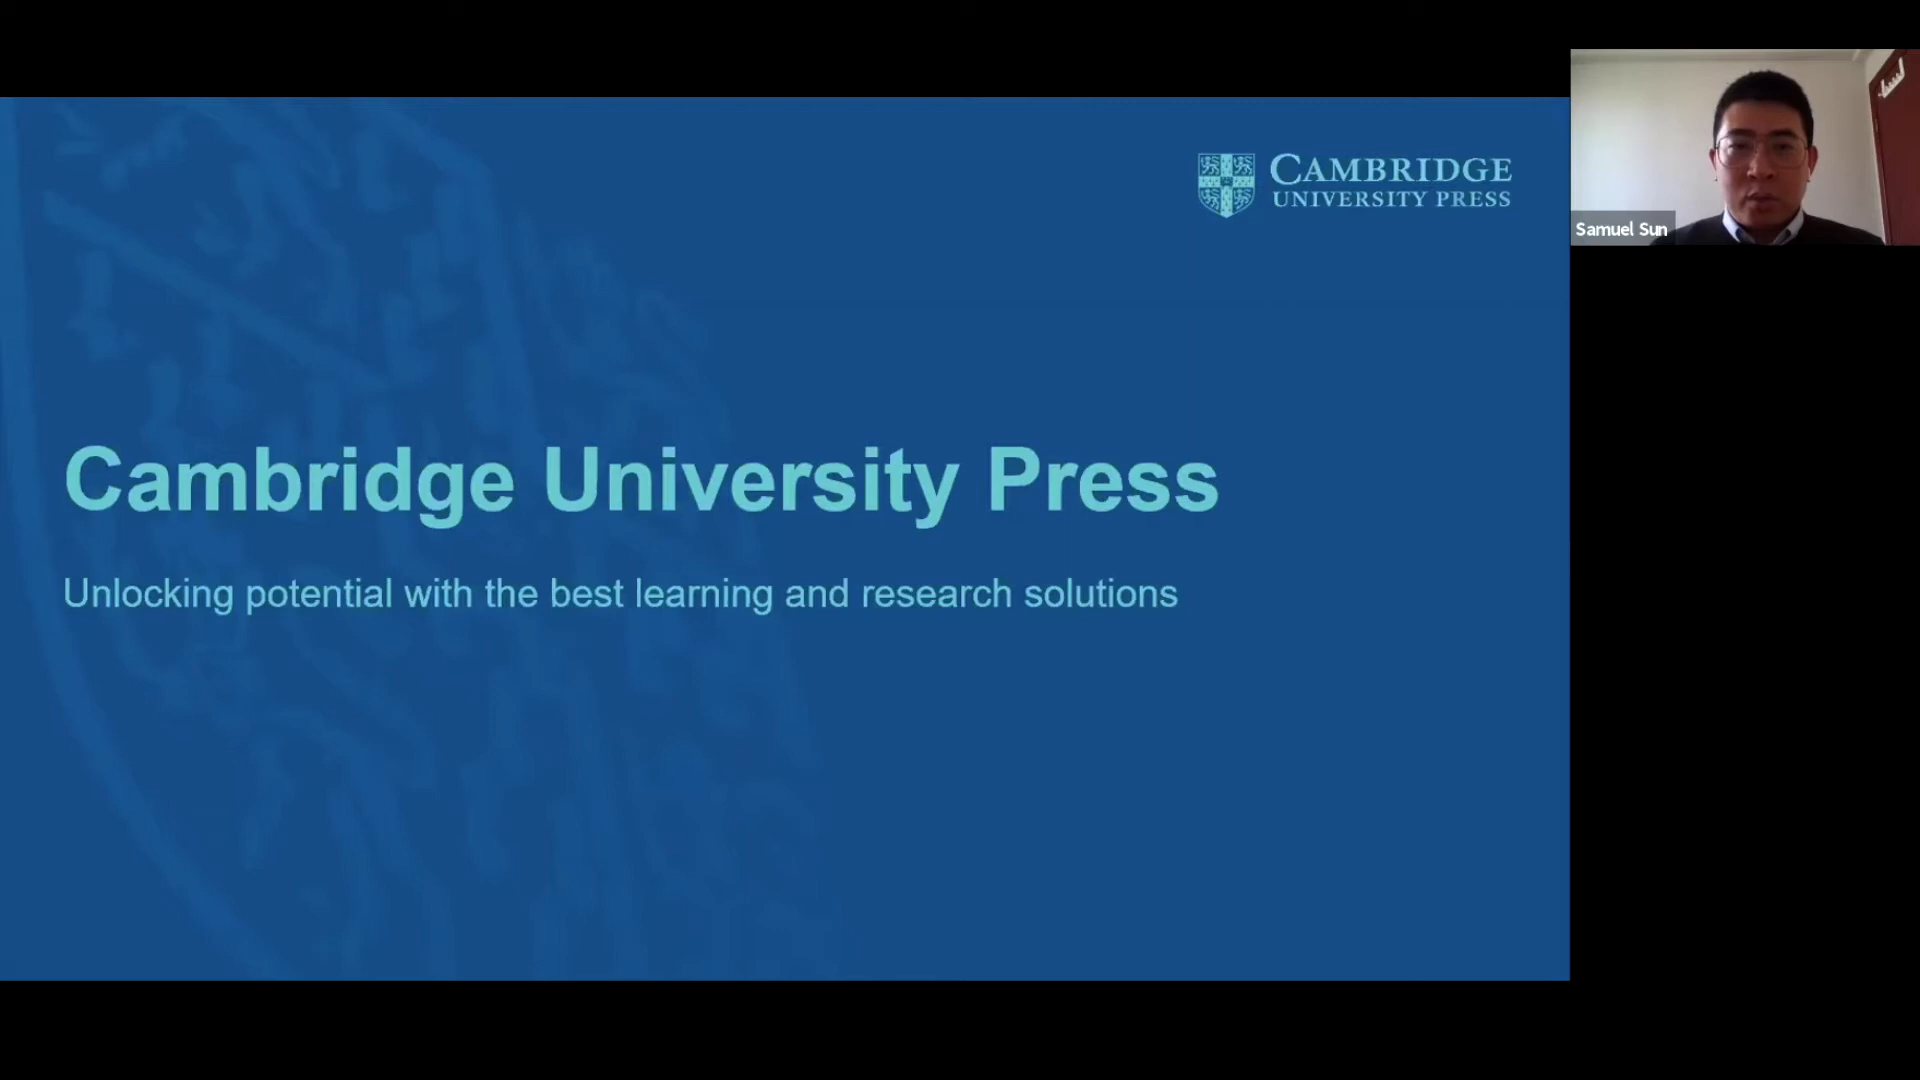 CAMBRIDGE
UNIVERSITY PRESS
Samuel Sun
Cambridge University Press
Unlocking potential with the best learning and research solutions